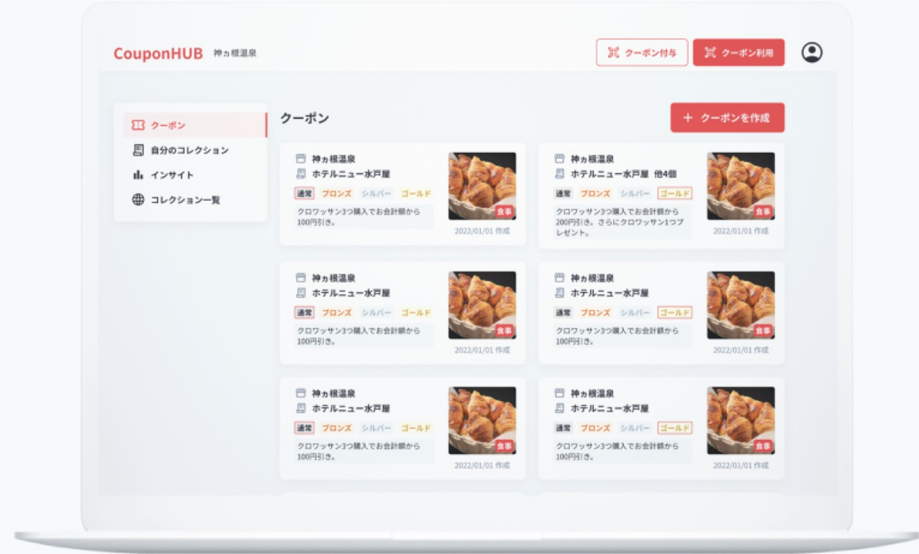 CouponHUB 神ヵ根温泉
クーポン付与
クーポン利用
クーポン
自分のコレクション
インサイト
コレクション一覧
クーポン
+ クーポンを作成
神ヵ根温泉
ホテルニュー水戸屋
通常 ブロンズ シルバー ゴールド
クロワッサン3つ購入でお会計額から
100円引き。
食事
2022/01/01 作成
神ヵ根温泉
ホテルニュー水戸屋 他4個
通常 ブロンズ シルバー ゴールド
クロワッサン3つ購入でお会計額から
200円引き。さらにクロワッサン1つプ
レゼント。
食事
2022/01/01 作成
神ヵ根温泉
ホテルニュー水戸屋
通常 ブロンズ シルバー ゴールド
クロワッサン3つ購入でお会計額から
100円引き。
食事
2022/01/01 作成
神ヵ根温泉
ホテルニュー水戸屋
通常 ブロンズ シルバー ゴールド
クロワッサン3つ購入でお会計額から
100円引き。
食事
2022/01/01 作成
神ヵ根温泉
ホテルニュー水戸屋
通常 ブロンズ シルバー ゴールド
クロワッサン3つ購入でお会計額から
100円引き。
食事
2022/01/01 作成
神ヵ根温泉
ホテルニュー水戸屋
通常 ブロンズ シルバー ゴールド
クロワッサン3つ購入でお会計額から
100円引き。
食事
2022/01/01 作成